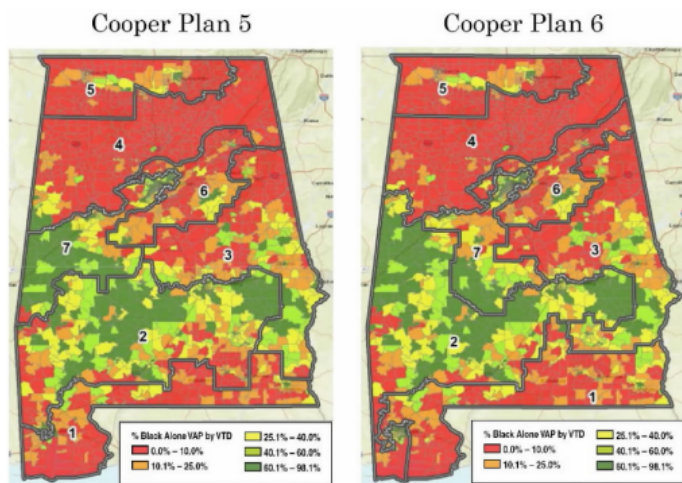 Cooper Plan 5
Cooper Plan 6
5
4
6
7
3
2
1
% Black Alone VAP by VTD
0.0% – 10.0%
10.1% – 25.0%
25.1% – 40.0%
40.1% – 60.0%
60.1% – 98.1%
5
4
6
7
3
2
1
% Black Alone VAP by VTD
0.0% – 10.0%
10.1% – 25.0%
25.1% – 40.0%
40.1% – 60.0%
60.1% – 98.1%